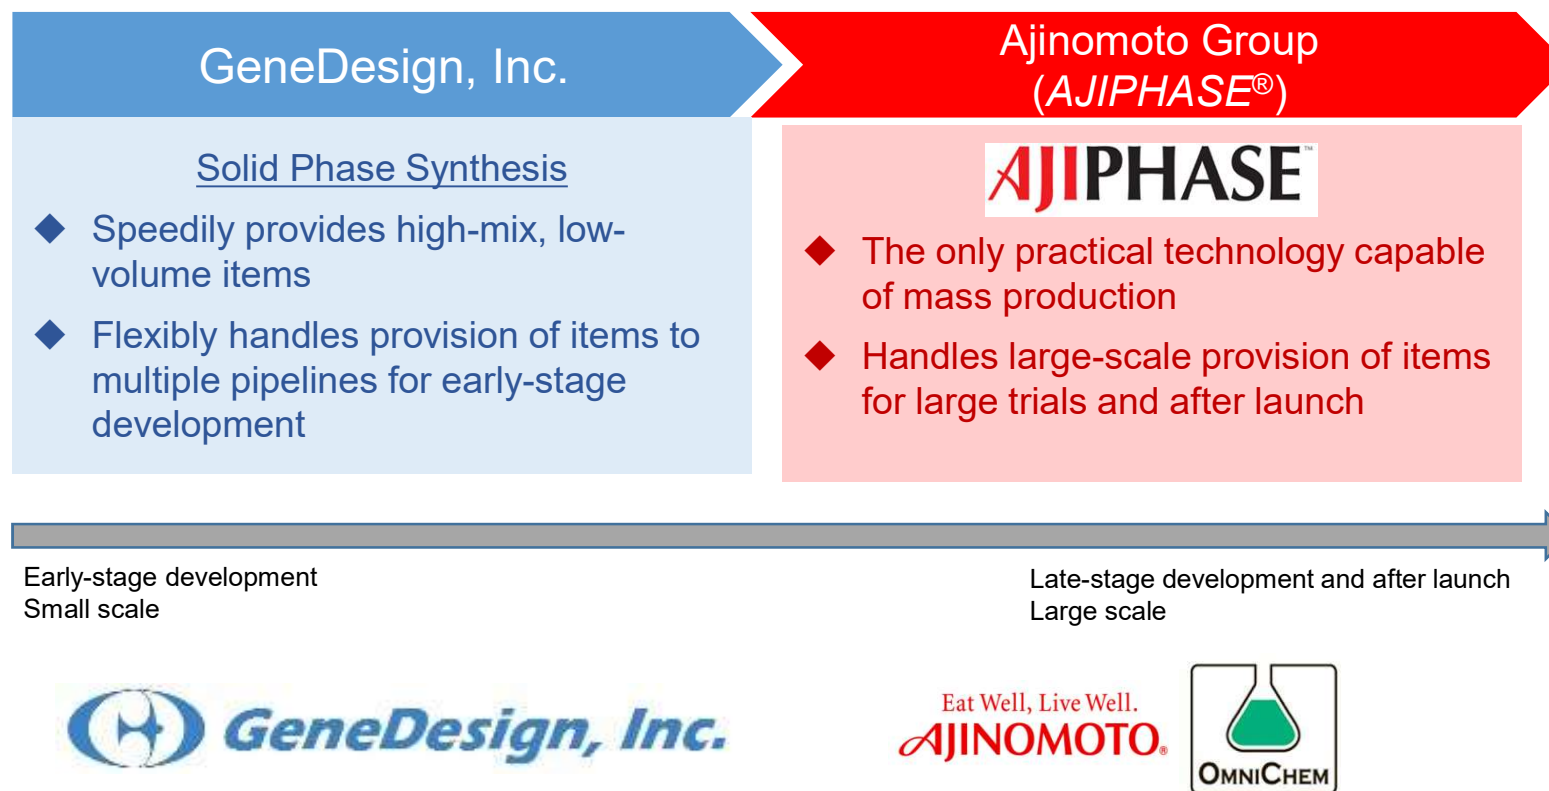 GeneDesign, Inc.
Ajinomoto Group
(AJIPHASE®)
Solid Phase Synthesis
◆ Speedily provides high-mix, low-
volume items
◆ Flexibly handles provision of items to
multiple pipelines for early-stage
development
AJIPHASE™
◆ The only practical technology capable
of mass production
◆ Handles large-scale provision of items
for large trials and after launch
Early-stage development
Small scale
Late-stage development and after launch
Large scale
GeneDesign, Inc.
Eat Well, Live Well.
AJINOMOTO®
OMNICHEM